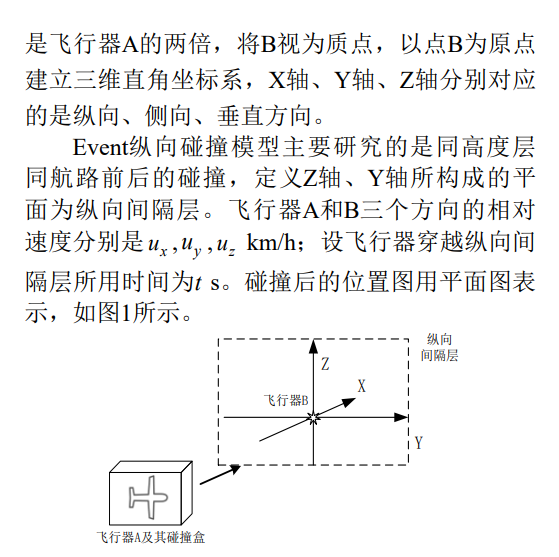 是飞行器A的两倍，将B视为质点，以点B为原点
建立三维直角坐标系，X轴、Y轴、Z轴分别对应
的是纵向、侧向、垂直方向。
Event纵向碰撞模型主要研究的是同高度层
同航路前后的碰撞，定义Z轴、Y轴所构成的平
面为纵向间隔层。飞行器A和B三个方向的相对
速度分别是uₓ,u_y,u_z km/h；设飞行器穿越纵向间
隔层所用时间为t s。碰撞后的位置图用平面图表
示，如图1所示。
纵向
间隔层
Z
X
飞行器B
Y
飞行器A及其碰撞盒